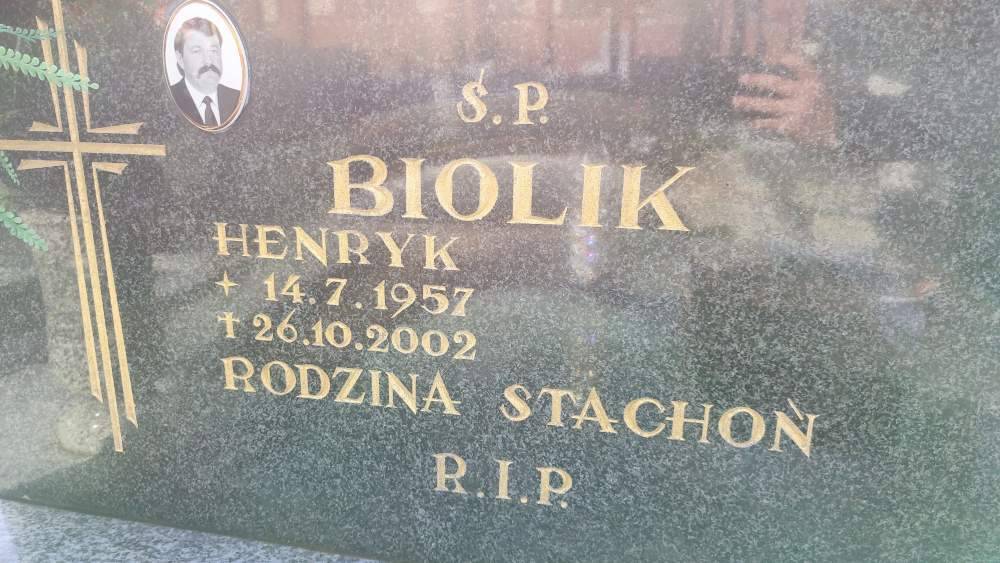 Ś. P.
BIOLIK
HENRYK
+ 14. 7. 1957
† 26.10.2002
RODZINA STACHOŃ
R.I.P.